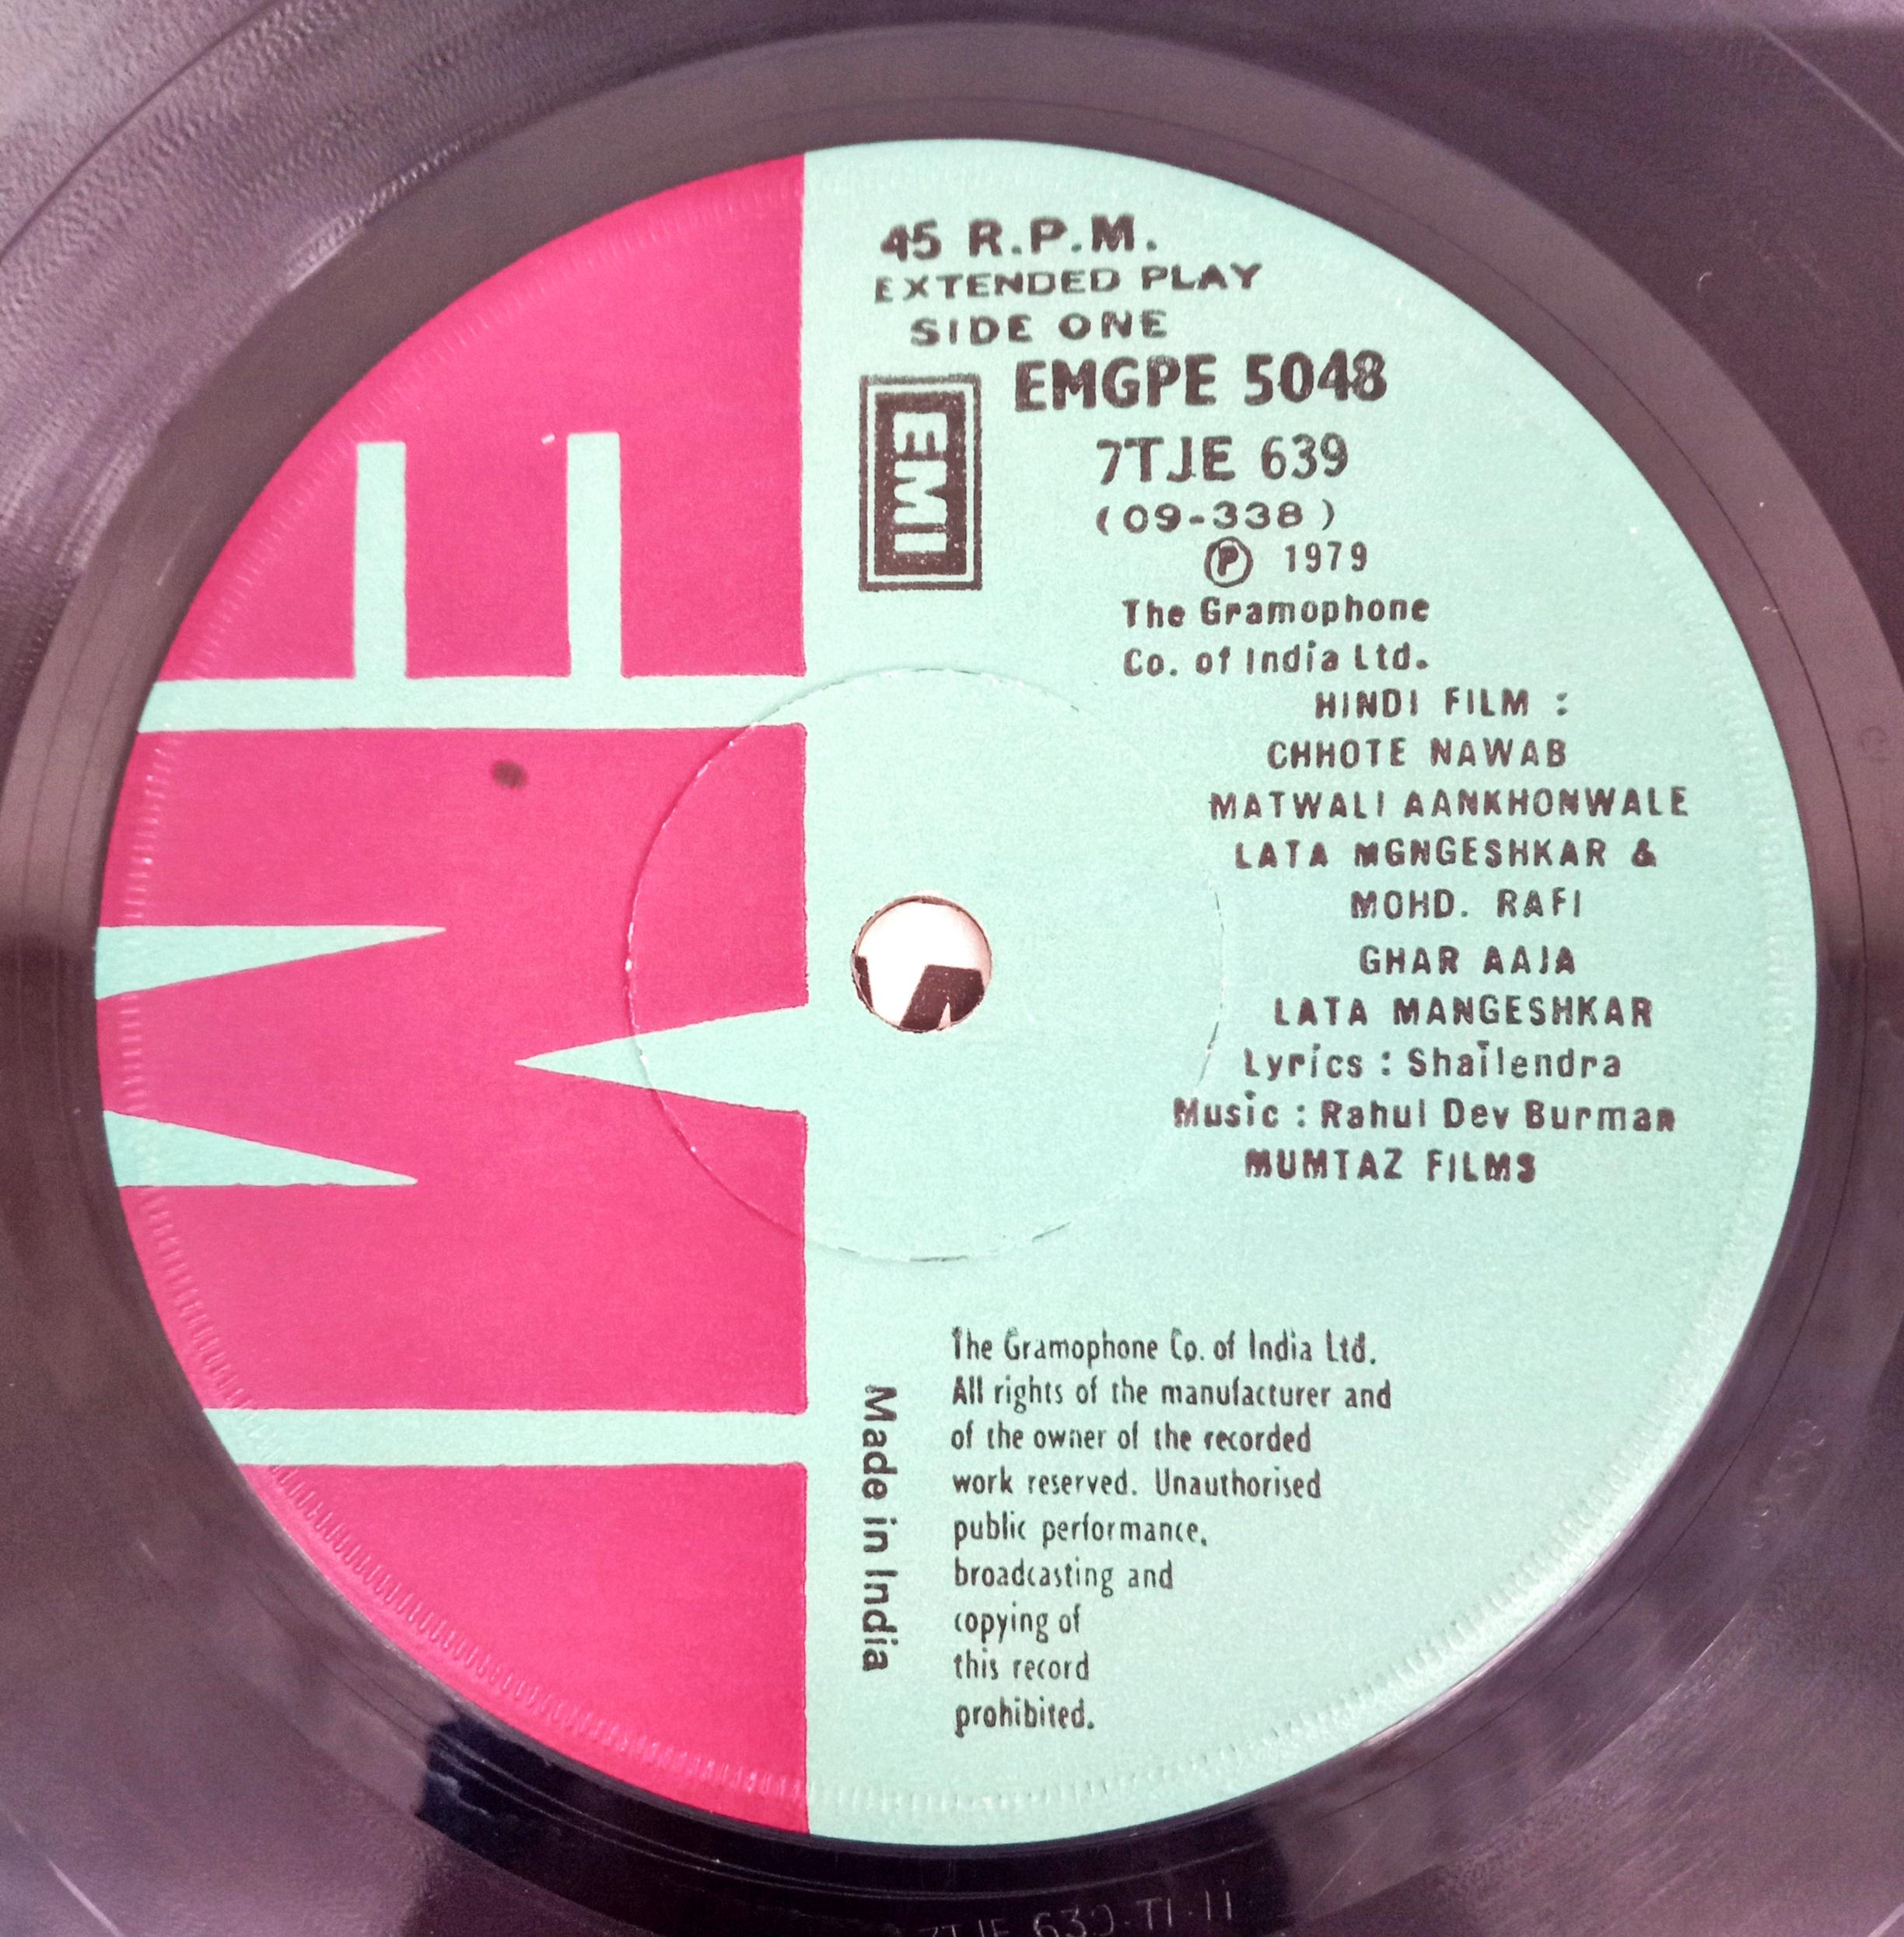 45 R.P.M.
EXTENDED PLAY
SIDE ONE
EMI
EMGPE 5048
7TJE 639
(09-338)
Ⓟ 1979
The Gramophone
Co. of India Ltd.
HINDI FILM :
CHHOTE NAWAB
MATWALI AANKHONWALE
LATA MGNGESHKAR &
MOHD. RAFI
GHAR AAJA
LATA MANGESHKAR
Lyrics : Shailendra
Music : Rahul Dev Burman
MUMTAZ FILMS
EMI
The Gramophone Co. of India Ltd.
All rights of the manufacturer and
of the owner of the recorded
work reserved. Unauthorised
public performance,
broadcasting and
copying of
this record
prohibited.
Made in India
7TJE 639